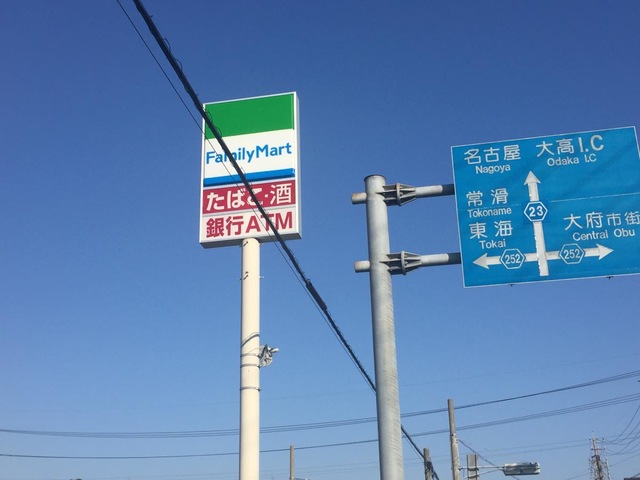 FamilyMart
たばこ・酒
銀行ATM
名古屋 大高I.C
Nagoya Odaka I.C
常滑
Tokoname
23
東海
Tokai
大府市街
Central Obu
252
252